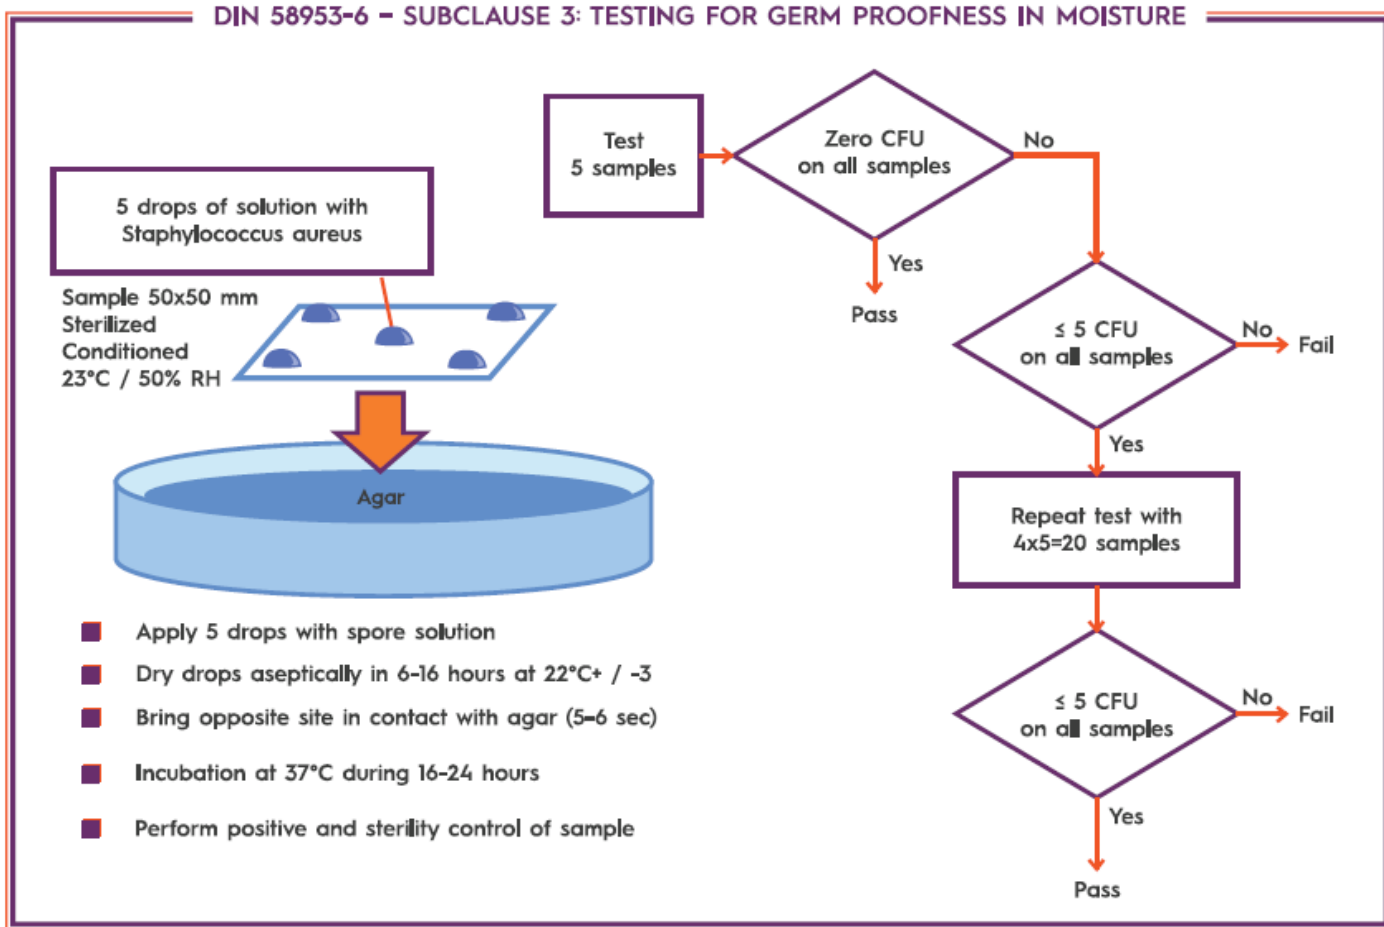 DIN 58953-6 – SUBCLAUSE 3: TESTING FOR GERM PROOFNESS IN MOISTURE
5 drops of solution with
Staphylococcus aureus
Sample 50x50 mm
Sterilized
Conditioned
23°C / 50% RH
Agar
Apply 5 drops with spore solution
Dry drops aseptically in 6-16 hours at 22°C+ / -3
Bring opposite site in contact with agar (5-6 sec)
Incubation at 37°C during 16-24 hours
Perform positive and sterility control of sample
Test
5 samples
Zero CFU
on all samples
No
Yes
Pass
≤ 5 CFU
on all samples
No
Fail
Yes
Repeat test with
4x5=20 samples
≤ 5 CFU
on all samples
No
Fail
Yes
Pass